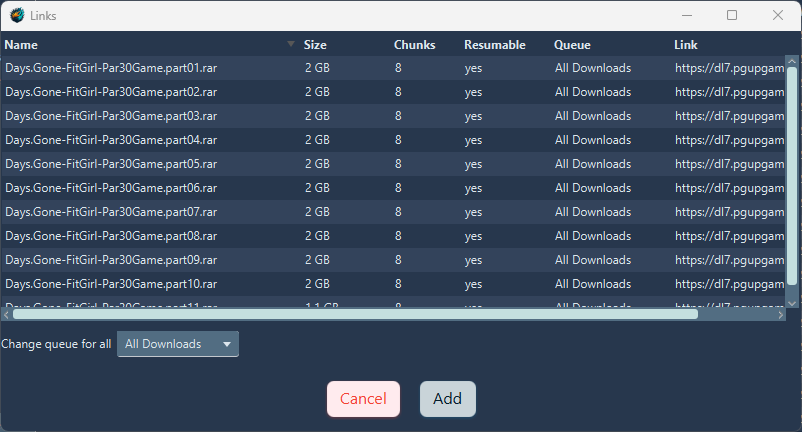 Links
Name Size Chunks Resumable Queue Link
Days.Gone-FitGirl-Par30Game.part01.rar 2 GB 8 yes All Downloads https://dl7.pgupgam
Days.Gone-FitGirl-Par30Game.part02.rar 2 GB 8 yes All Downloads https://dl7.pgupgam
Days.Gone-FitGirl-Par30Game.part03.rar 2 GB 8 yes All Downloads https://dl7.pgupgam
Days.Gone-FitGirl-Par30Game.part04.rar 2 GB 8 yes All Downloads https://dl7.pgupgam
Days.Gone-FitGirl-Par30Game.part05.rar 2 GB 8 yes All Downloads https://dl7.pgupgam
Days.Gone-FitGirl-Par30Game.part06.rar 2 GB 8 yes All Downloads https://dl7.pgupgam
Days.Gone-FitGirl-Par30Game.part07.rar 2 GB 8 yes All Downloads https://dl7.pgupgam
Days.Gone-FitGirl-Par30Game.part08.rar 2 GB 8 yes All Downloads https://dl7.pgupgam
Days.Gone-FitGirl-Par30Game.part09.rar 2 GB 8 yes All Downloads https://dl7.pgupgam
Days.Gone-FitGirl-Par30Game.part10.rar 2 GB 8 yes All Downloads https://dl7.pgupgam
Days.Gone-FitGirl-Par30Game.part11.rar 1.1 GB 8 yes All Downloads https://dl7.pgupgam
Change queue for all All Downloads
Cancel Add